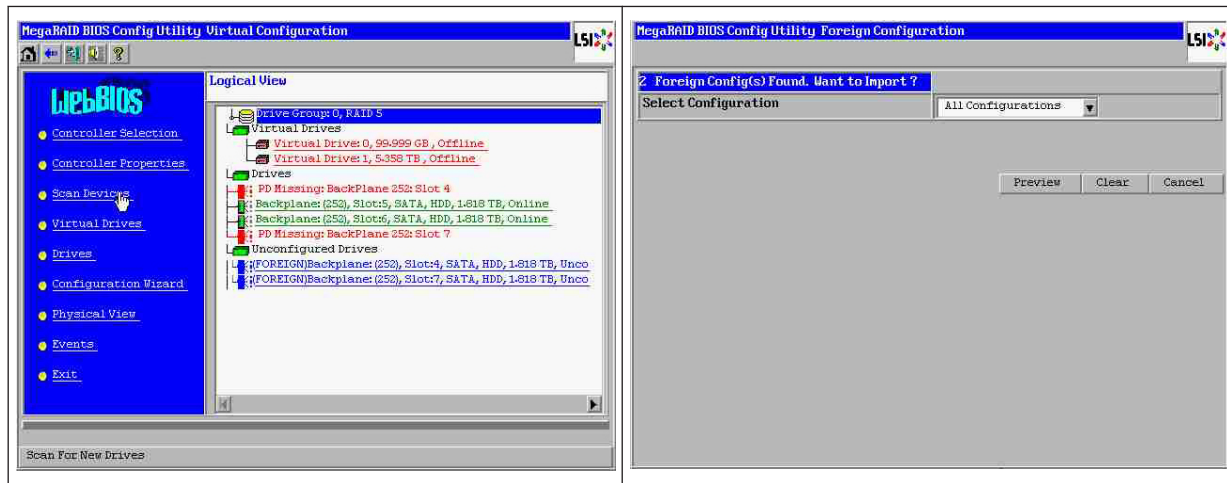 MegaRAID BIOS Config Utility Virtual Configuration
LSI
WebBIOS
Controller Selection
Controller Properties
Scan Devices
Virtual Drives
Drives
Configuration Wizard
Physical View
Events
Exit
Logical View
Drive Group: 0, RAID 5
Virtual Drives
Virtual Drive: 0, 99.999 GB , Offline
Virtual Drive: 1, 5.358 TB , Offline
Drives
PD Missing: BackPlane 252: Slot 4
Backplane: (252), Slot:5, SATA, HDD, 1.818 TB, Online
Backplane: (252), Slot:6, SATA, HDD, 1.818 TB, Online
PD Missing: BackPlane 252: Slot 7
Unconfigured Drives
(FOREIGN)Backplane: (252), Slot:4, SATA, HDD, 1.818 TB, Unco
(FOREIGN)Backplane: (252), Slot:7, SATA, HDD, 1.818 TB, Unco
Scan For New Drives
MegaRAID BIOS Config Utility Foreign Configuration
LSI
2 Foreign Config(s) Found. Want to Import ?
Select Configuration
All Configurations
Preview Clear Cancel